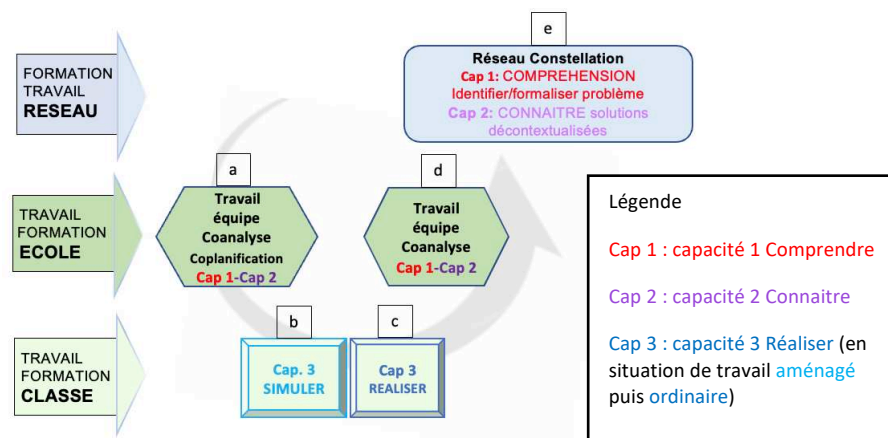 e
FORMATION
TRAVAIL
RESEAU
Réseau Constellation
Cap 1: COMPREHENSION
Identifier/formaliser problème
Cap 2: CONNAITRE solutions
décontextualisées
a
d
TRAVAIL
FORMATION
ECOLE
Travail
équipe
Coanalyse
Coplanification
Cap 1-Cap 2
Travail
équipe
Coanalyse
Cap 1-Cap 2
b
c
TRAVAIL
FORMATION
CLASSE
Cap. 3
SIMULER
Cap 3
REALISER
Légende
Cap 1 : capacité 1 Comprendre
Cap 2 : capacité 2 Connaitre
Cap 3 : capacité 3 Réaliser (en
situation de travail aménagé
puis ordinaire)